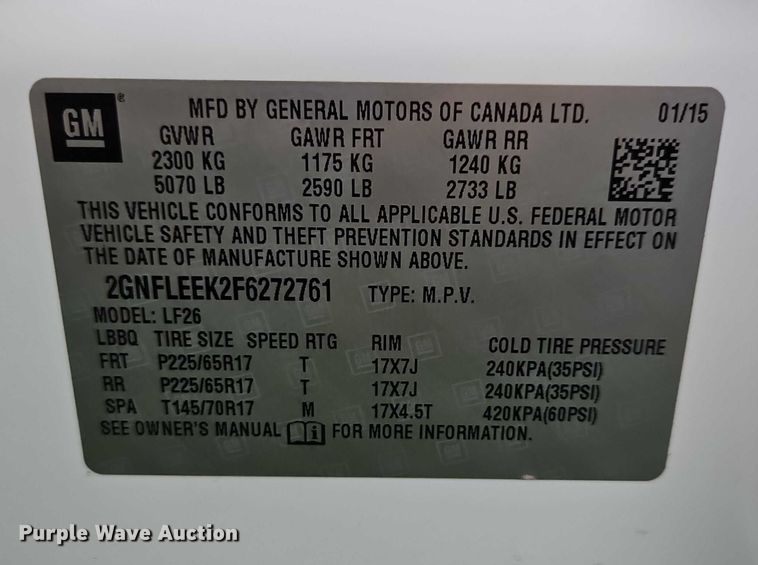 GM ®
MFD BY GENERAL MOTORS OF CANADA LTD. 01/15
GVWR GAWR FRT GAWR RR
2300 KG 1175 KG 1240 KG
5070 LB 2590 LB 2733 LB
THIS VEHICLE CONFORMS TO ALL APPLICABLE U.S. FEDERAL MOTOR
VEHICLE SAFETY AND THEFT PREVENTION STANDARDS IN EFFECT ON
THE DATE OF MANUFACTURE SHOWN ABOVE.
2GNFLEEK2F6272761 TYPE: M.P.V.
MODEL: LF26
LBBQ TIRE SIZE SPEED RTG RIM COLD TIRE PRESSURE
FRT P225/65R17 T 17X7J 240KPA(35PSI)
RR P225/65R17 T 17X7J 240KPA(35PSI)
SPA T145/70R17 M 17X4.5T 420KPA(60PSI)
SEE OWNER'S MANUAL i FOR MORE INFORMATION.
Purple Wave Auction